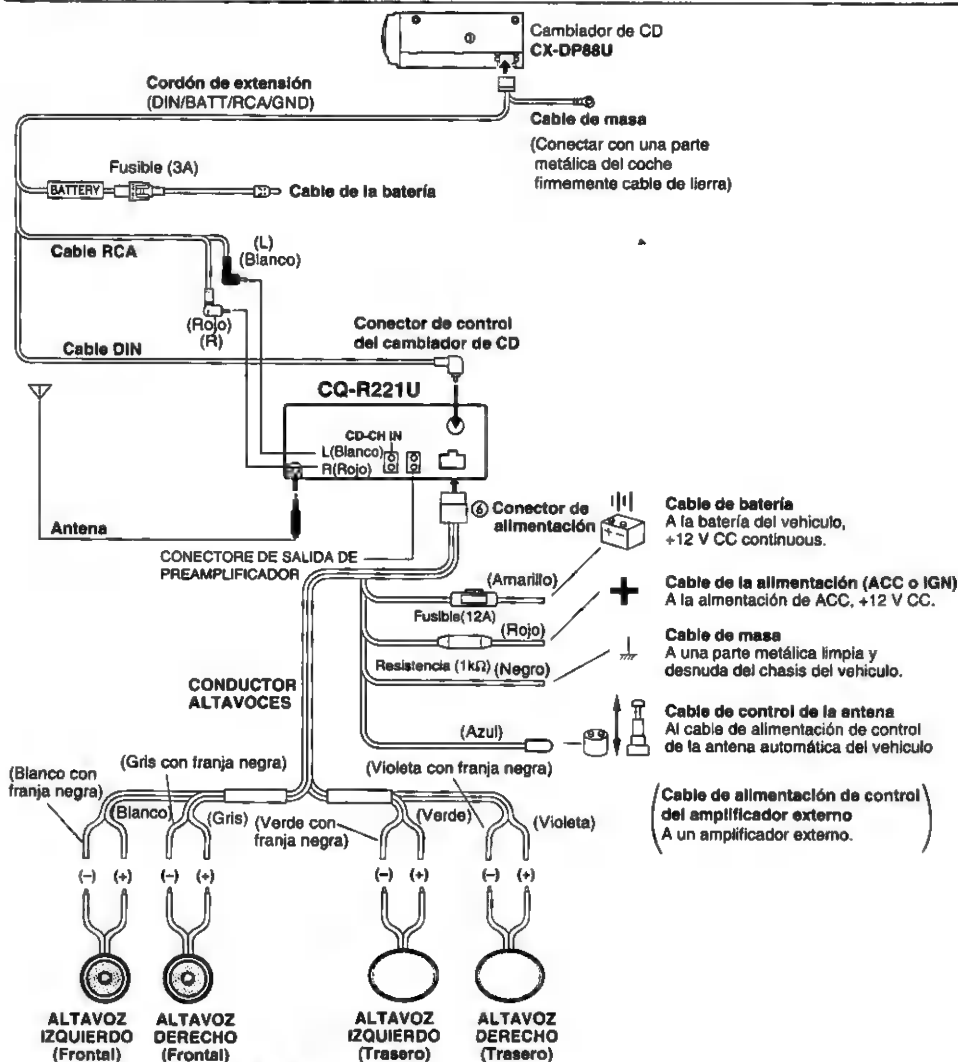 Cambiador de CD
CX-DP88U
Cordón de extensión
(DIN/BATT/RCA/GND)
Cable de masa
(Conectar con una parte
metálica del coche
firmemente cable de lierra)
Fusible (3A)
BATTERY
Cable de la batería
Cable RCA
(L)
(Blanco)
(Rojo)
(R)
Conector de control
del cambiador de CD
Cable DIN
CQ-R221U
CD-CH IN
L(Blanco)
R(Rojo)
Antena
⑥ Conector de
alimentación
CONECTORE DE SALIDA DE
PREAMPLIFICADOR
Cable de batería
A la batería del vehiculo,
+12 V CC continuous.
(Amarillo)
Fusible(12A)
Cable de la alimentación (ACC o IGN)
A la almentación de ACC, +12 V CC.
(Rojo)
Cable de masa
A una parte metálica limpia y
desnuda del chasis del vehiculo.
Resistencia (1kΩ) (Negro)
CONDUCTOR
ALTAVOCES
(Azul)
Cable de control de la antena
Al cable de alimentación de control
de la antena automática del vehiculo
(Cable de alimentación de control
del amplificador externo
A un amplificador externo.)
(Blanco con
franja negra)
(Blanco)
(Gris con franja negra)
(Gris)
(Verde con
franja negra)
(Violeta con franja negra)
(Verde)
(Violeta)
(−) (+) (−) (+) (−) (+) (−) (+)
ALTAVOZ
IZQUIERDO
(Frontal)
ALTAVOZ
DERECHO
(Frontal)
ALTAVOZ
IZQUIERDO
(Trasero)
ALTAVOZ
DERECHO
(Trasero)